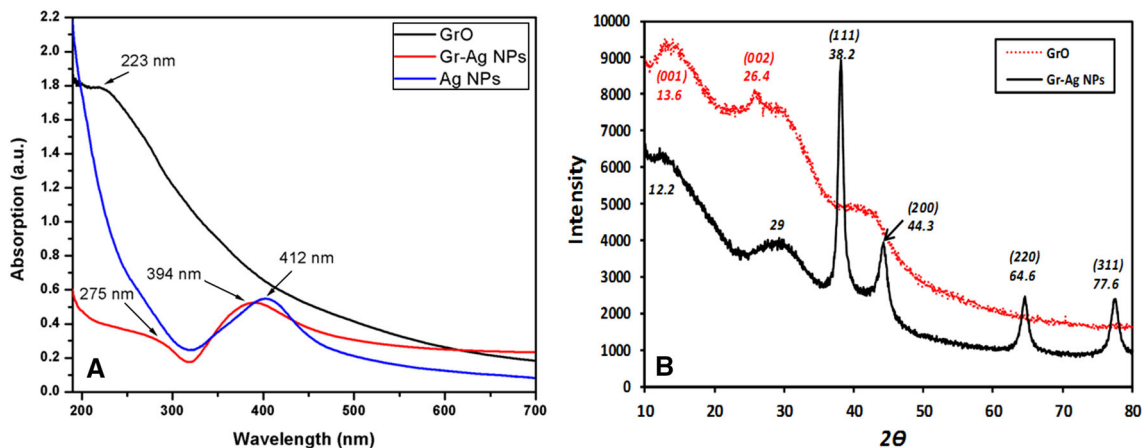 2.2
2.0
1.8
1.6
1.4
1.2
1.0
0.8
0.6
0.4
0.2
0.0
Absorption (a.u.)
223 nm
GrO
Gr-Ag NPs
Ag NPs
394 nm
412 nm
275 nm
A
200 300 400 500 600 700
Wavelength (nm)
10000
9000
8000
7000
6000
5000
4000
3000
2000
1000
0
Intensity
(111)
38.2
GrO
Gr-Ag NPs
(002)
26.4
(001)
13.6
12.2
29
(200)
44.3
(220)
64.6
(311)
77.6
B
10 20 30 40 50 60 70 80
2θ